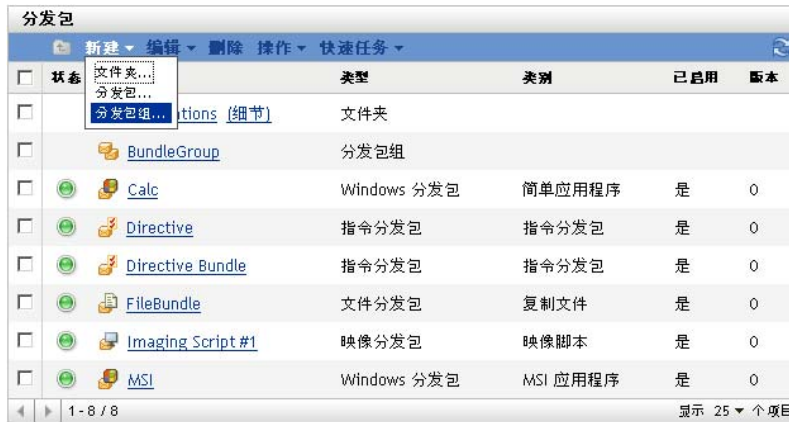 分发包
新建 编辑 删除 操作 快速任务
文件夹...
分发包...
分发包组...
状态 类型 类别 已启用 版本
ations (细节) 文件夹
BundleGroup 分发包组
Calc Windows 分发包 简单应用程序 是 0
Directive 指令分发包 指令分发包 是 0
Directive Bundle 指令分发包 指令分发包 是 0
FileBundle 文件分发包 复制文件 是 0
Imaging Script #1 映像分发包 映像脚本 是 0
MSI Windows 分发包 MSI 应用程序 是 0
1 - 8 / 8 显示 25 个项目